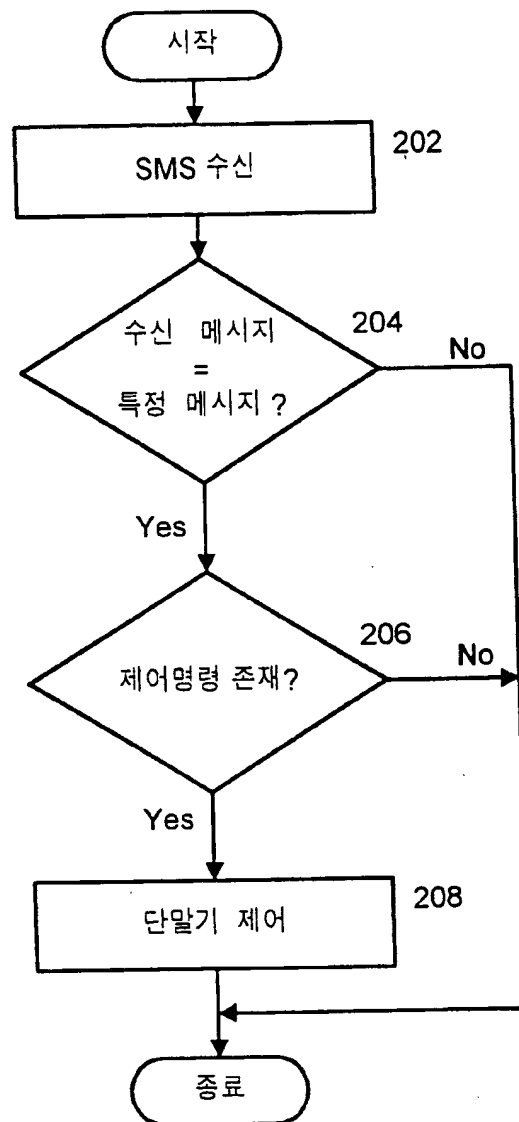 시작
SMS 수신
202
수신 메시지
=
특정 메시지 ?
204
No
Yes
제어명령 존재?
206
No
Yes
단말기 제어
208
종료